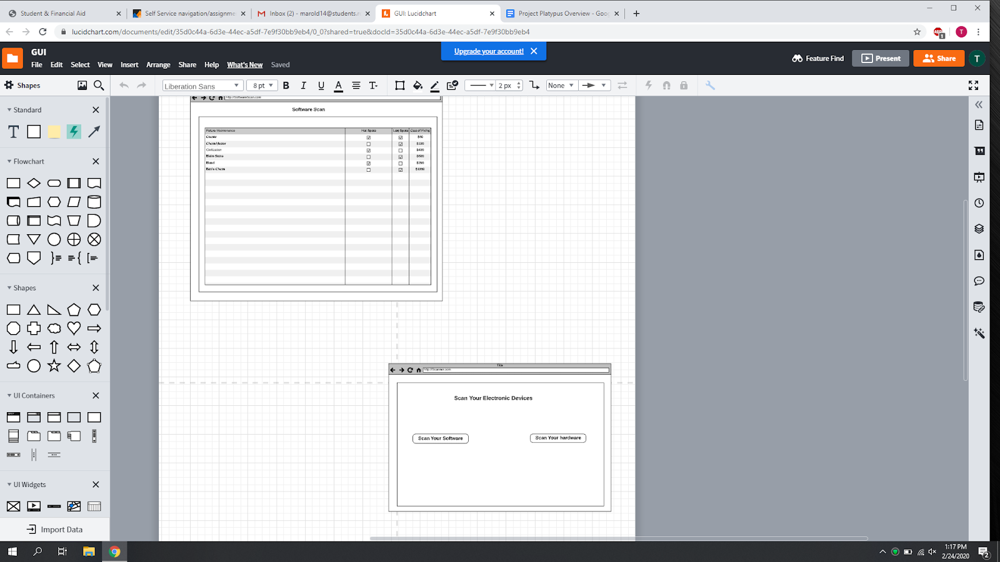 Student & Financial Aid
Self Service navigation/assignme
Inbox (2) - marold14@students.
GUI: Lucidchart
Project Platypus Overview - Goo
lucidchart.com/documents/edit/35d0c44a-6d3e-44ec-a5df-7e9f30bb9eb4/0_0?shared=true&docId=35d0c44a-6d3e-44ec-a5df-7e9f30bb9eb4
ABP
1
T
GUI
Upgrade your account!
File Edit Select View Insert Arrange Share Help What's New Saved
Feature Find
Present
Share
T
Shapes
Liberation Sans
8 pt
B I U A T
2 px
None
Standard
T
Flowchart
Shapes
UI Containers
UI Widgets
Import Data
http://SoftwareScan.com
Software Scan
Future Maintenance Hot Spots Low Spots Cost of Fixing
$50
Chess Master $100
Civilization $400
$500
Blood $350
Battle Chess $1000
Title
http://Scanner.com
Scan Your Electronic Devices
Scan Your Software
Scan Your hardware
1:17 PM
2/24/2020
2